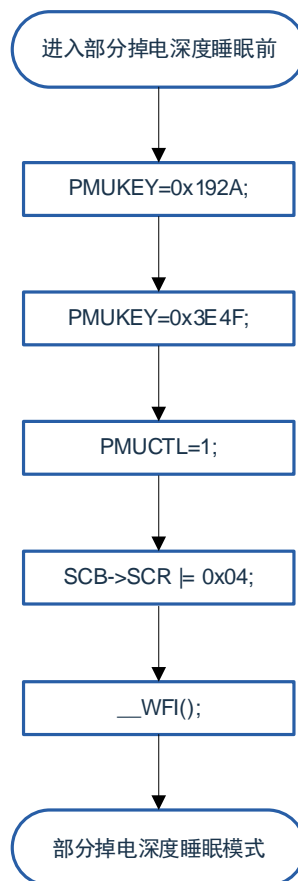 进入部分掉电深度睡眠前
PMUKEY=0x192A;
PMUKEY=0x3E4F;
PMUCTL=1;
SCB->SCR |= 0x04;
__WFI();
部分掉电深度睡眠模式